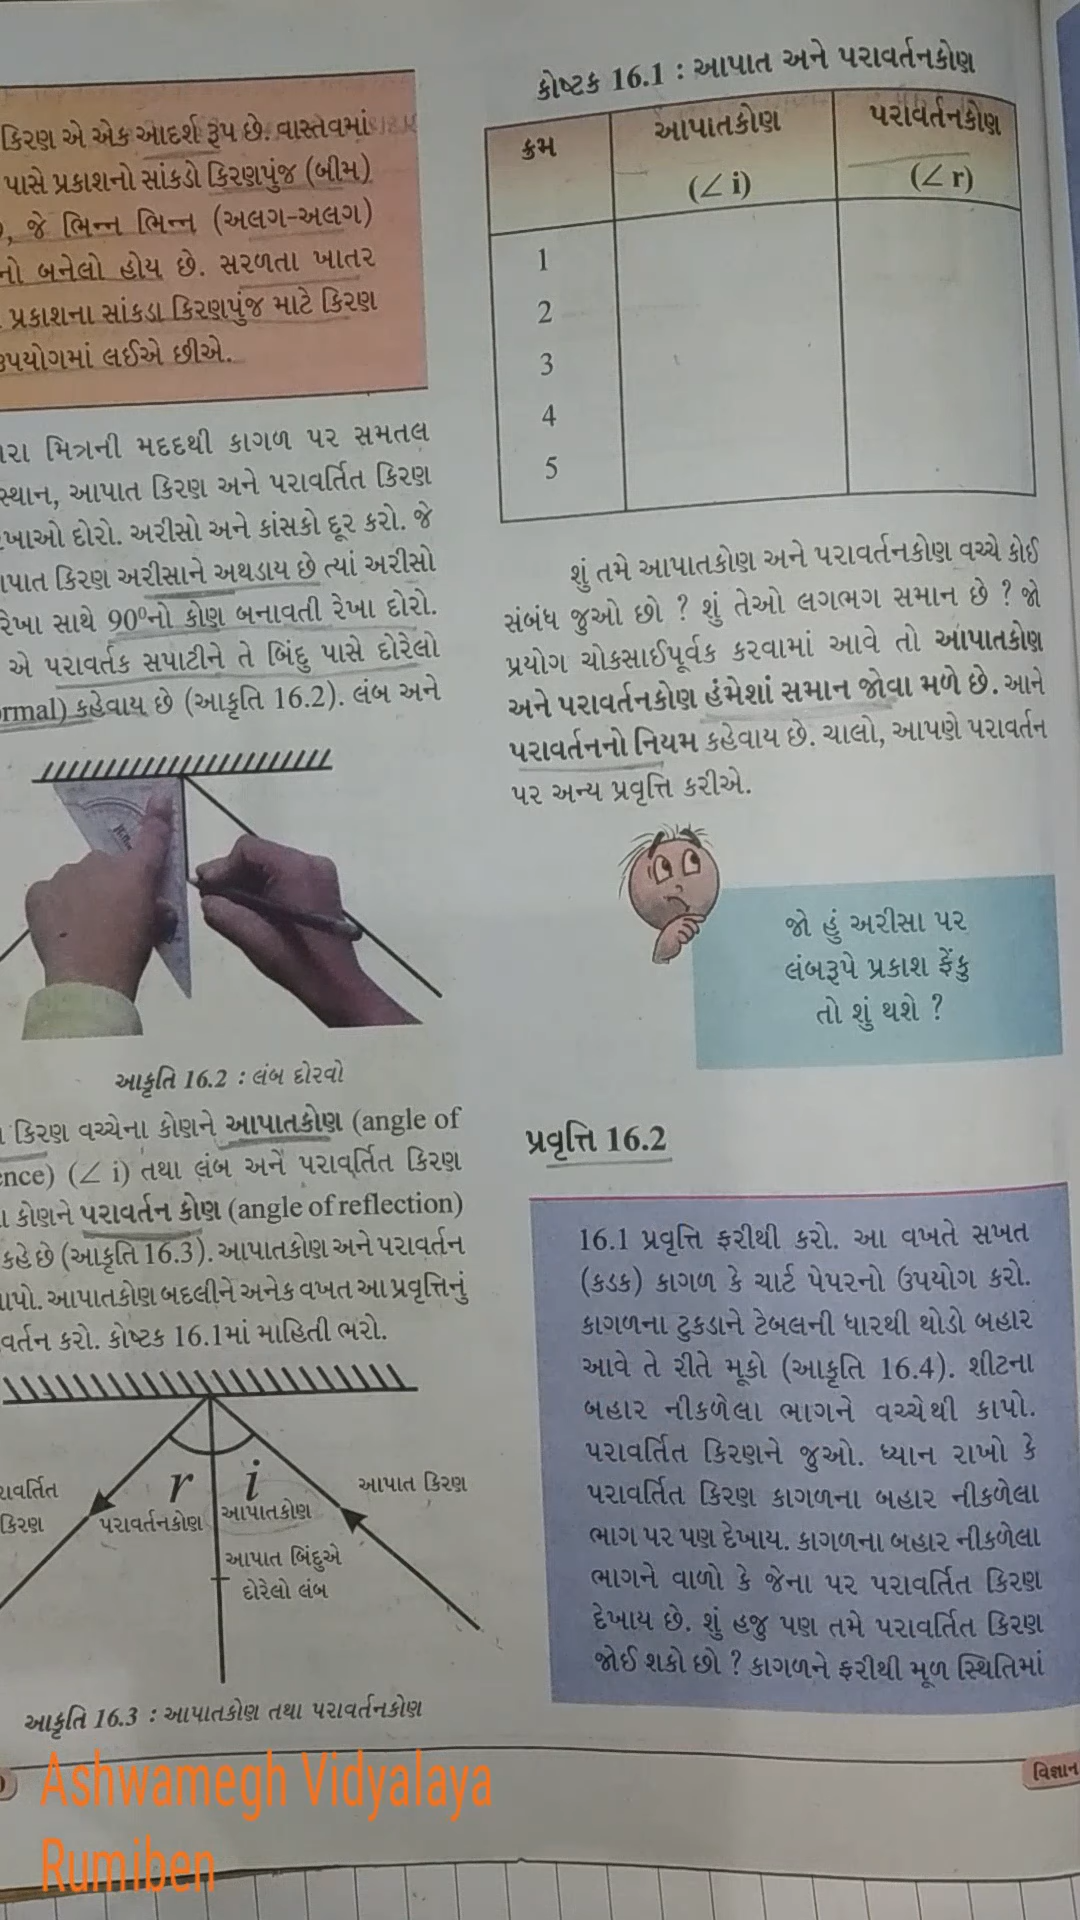 કિરણ એ એક આદર્શ રૂપ છે. વાસ્તવમાં
પાસે પ્રકાશનો સાંકડો કિરણપુંજ (બીમ)
જે ભિન્ન ભિન્ન (અલગ-અલગ)
નો બનેલો હોય છે. સરળતા ખાતર
પ્રકાશના સાંકડા કિરણપુંજ માટે કિરણ
ઉપયોગમાં લઈએ છીએ.
રા મિત્રની મદદથી કાગળ પર સમતલ
સ્થાન, આપાત કિરણ અને પરાવર્તિત કિરણ
ખાઓ દોરો. અરીસો અને કાંસકો દૂર કરો. જે
પાત કિરણ અરીસાને અથડાય છે ત્યાં અરીસો
રેખા સાથે 90⁰નો કોણ બનાવતી રેખા દોરો.
એ પરાવર્તક સપાટીને તે બિંદુ પાસે દોરેલો
ormal) કહેવાય છે (આકૃતિ 16.2). લંબ અને
આકૃતિ 16.2 : લંબ દોરવો
કિરણ વચ્ચેના કોણને આપાતકોણ (angle of
ence) (∠ i) તથા લંબ અને પરાવર્તિત કિરણ
કોણને પરાવર્તન કોણ (angle of reflection)
કહે છે (આકૃતિ 16.3). આપાતકોણ અને પરાવર્તન
ાપો. આપાતકોણ બદલીને અનેક વખત આ પ્રવૃત્તિનું
વર્તન કરો. કોષ્ટક 16.1માં માહિતી ભરો.
r
i
રાવર્તિત
કિરણ
પરાવર્તનકોણ
આપાતકોણ
આપાત કિરણ
આપાત બિંદુએ
દોરેલો લંબ
આકૃતિ 16.3 : આપાતકોણ તથા પરાવર્તનકોણ
કોષ્ટક 16.1 : આપાત અને પરાવર્તનકોણ
ક્રમ આપાતકોણ પરાવર્તનકોણ
(∠ i) (∠ r)
1
2
3
4
5
શું તમે આપાતકોણ અને પરાવર્તનકોણ વચ્ચે કોઈ
સંબંધ જુઓ છો ? શું તેઓ લગભગ સમાન છે ? જો
પ્રયોગ ચોકસાઈપૂર્વક કરવામાં આવે તો આપાતકોણ
અને પરાવર્તનકોણ હંમેશાં સમાન જોવા મળે છે. આને
પરાવર્તનનો નિયમ કહેવાય છે. ચાલો, આપણે પરાવર્તન
પર અન્ય પ્રવૃત્તિ કરીએ.
જો હું અરીસા પર
લંબરૂપે પ્રકાશ ફેંકુ
તો શું થશે ?
પ્રવૃત્તિ 16.2
16.1 પ્રવૃત્તિ ફરીથી કરો. આ વખતે સખત
(કડક) કાગળ કે ચાર્ટ પેપરનો ઉપયોગ કરો.
કાગળના ટુકડાને ટેબલની ધારથી થોડો બહાર
આવે તે રીતે મૂકો (આકૃતિ 16.4). શીટના
બહાર નીકળેલા ભાગને વચ્ચેથી કાપો.
પરાવર્તિત કિરણને જુઓ. ધ્યાન રાખો કે
પરાવર્તિત કિરણ કાગળના બહાર નીકળેલા
ભાગ પર પણ દેખાય. કાગળના બહાર નીકળેલા
ભાગને વાળો કે જેના પર પરાવર્તિત કિરણ
દેખાય છે. શું હજુ પણ તમે પરાવર્તિત કિરણ
જોઈ શકો છો ? કાગળને ફરીથી મૂળ સ્થિતિમાં
વિજ્ઞાન
Ashwamegh Vidyalaya
Rumiben